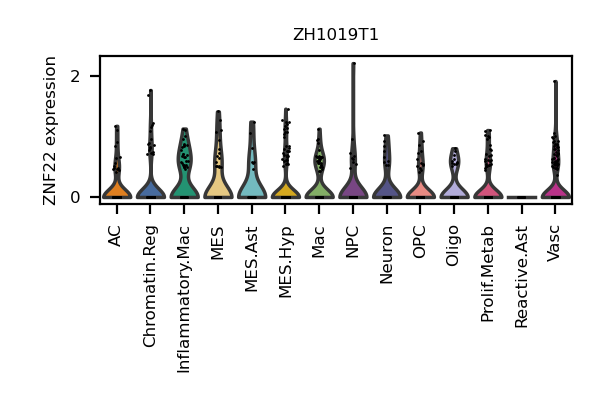 ZH1019T1
ZNF22 expression
2
0
AC
Chromatin.Reg
Inflammatory.Mac
MES
MES.Ast
MES.Hyp
Mac
NPC
Neuron
OPC
Oligo
Prolif.Metab
Reactive.Ast
Vasc